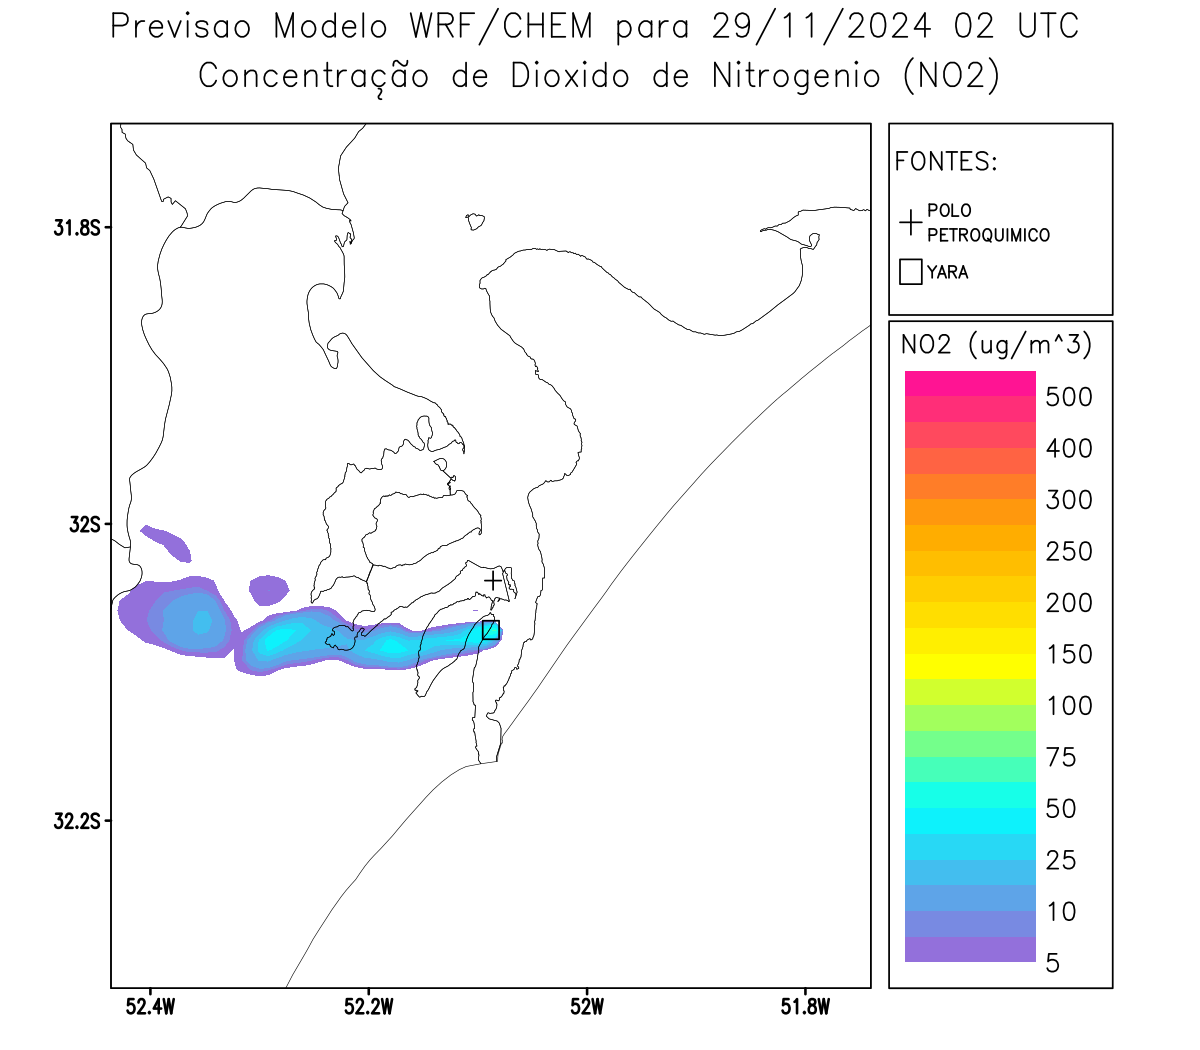 Previsao Modelo WRF/CHEM para 29/11/2024 02 UTC
Concentração de Dioxido de Nitrogenio (NO2)
FONTES:
POLO
PETROQUIMICO
YARA
31.8S
32S
32.2S
52.4W
52.2W
52W
51.8W
NO2 (ug/m^3)
500
400
300
250
200
150
100
75
50
25
10
5